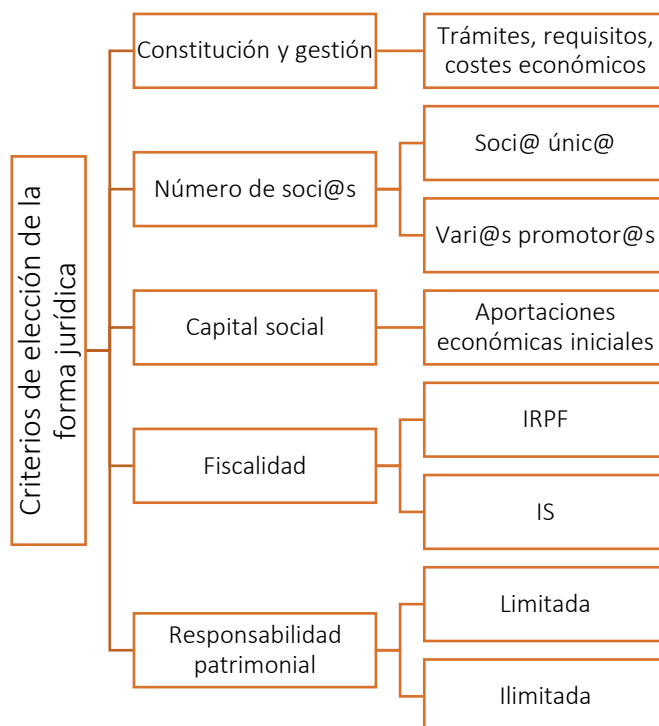 Criterios de elección de la
forma jurídica
Constitución y gestión
Trámites, requisitos,
costes económicos
Número de soci@s
Soci@ únic@
Vari@s promotor@s
Capital social
Aportaciones
económicas iniciales
Fiscalidad
IRPF
IS
Responsabilidad
patrimonial
Limitada
Ilimitada